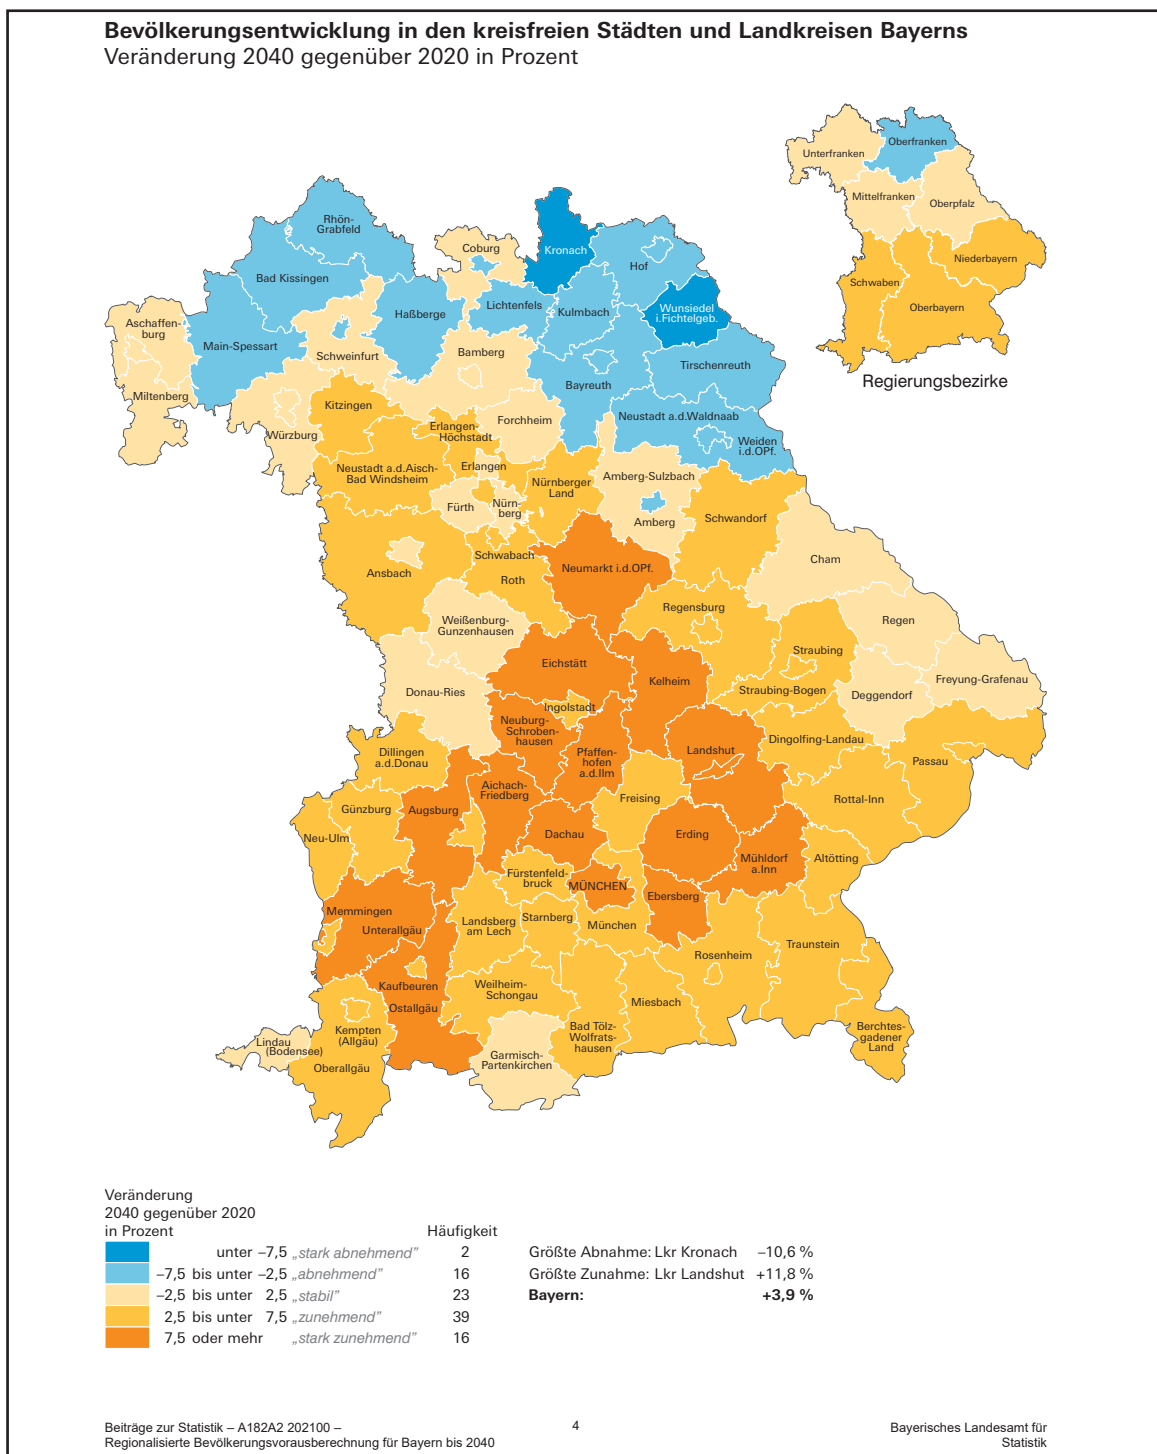 Bevölkerungsentwicklung in den kreisfreien Städten und Landkreisen Bayerns
Veränderung 2040 gegenüber 2020 in Prozent
Unterfranken
Oberfranken
Mittelfranken
Oberpfalz
Niederbayern
Schwaben
Oberbayern
Regierungsbezirke
Rhön-
Grabfeld
Coburg
Kronach
Hof
Bad Kissingen
Lichtenfels
Kulmbach
Wunsiedel
i.Fichtelgeb.
Haßberge
Aschaffen-
burg
Main-Spessart
Schweinfurt
Bamberg
Tirschenreuth
Bayreuth
Miltenberg
Kitzingen
Würzburg
Forchheim
Neustadt a.d.Waldnaab
Erlangen-
Höchstadt
Weiden
i.d.OPf.
Neustadt a.d.Aisch-
Bad Windsheim
Erlangen
Nürnberger
Land
Amberg-Sulzbach
Fürth
Nürn-
berg
Amberg
Schwandorf
Ansbach
Schwabach
Roth
Neumarkt i.d.OPf.
Cham
Weißenburg-
Gunzenhausen
Regensburg
Regen
Straubing
Eichstätt
Kelheim
Freyung-Grafenau
Donau-Ries
Straubing-Bogen
Deggendorf
Ingolstadt
Neuburg-
Schroben-
hausen
Dillingen
a.d.Donau
Pfaffen-
hofen
a.d.Ilm
Landshut
Dingolfing-Landau
Passau
Aichach-
Friedberg
Freising
Rottal-Inn
Günzburg
Augsburg
Neu-Ulm
Dachau
Erding
Mühldorf
a.Inn
Altötting
Fürstenfeld-
bruck
MÜNCHEN
Ebersberg
Memmingen
Unterallgäu
Landsberg
am Lech
Starnberg
München
Traunstein
Rosenheim
Kaufbeuren
Ostallgäu
Weilheim-
Schongau
Miesbach
Kempten
(Allgäu)
Bad Tölz-
Wolfrats-
hausen
Berchtes-
gadener
Land
Lindau
(Bodensee)
Oberallgäu
Garmisch-
Partenkirchen
Veränderung
2040 gegenüber 2020
in Prozent Häufigkeit
unter –7,5 „stark abnehmend” 2 Größte Abnahme: Lkr Kronach –10,6 %
–7,5 bis unter –2,5 „abnehmend” 16 Größte Zunahme: Lkr Landshut +11,8 %
–2,5 bis unter 2,5 „stabil” 23 Bayern: +3,9 %
2,5 bis unter 7,5 „zunehmend” 39
7,5 oder mehr „stark zunehmend” 16
Beiträge zur Statistik – A182A2 202100 – 4 Bayerisches Landesamt für
Regionalisierte Bevölkerungsvorausberechnung für Bayern bis 2040 Statistik